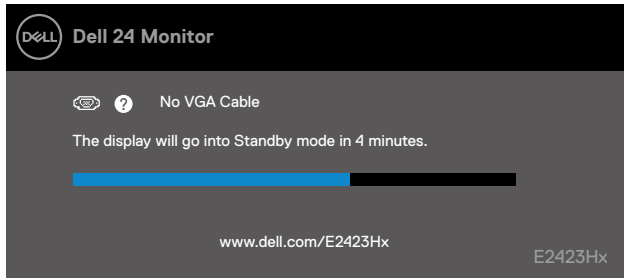 DELL Dell 24 Monitor
? No VGA Cable
The display will go into Standby mode in 4 minutes.
www.dell.com/E2423Hx
E2423Hx